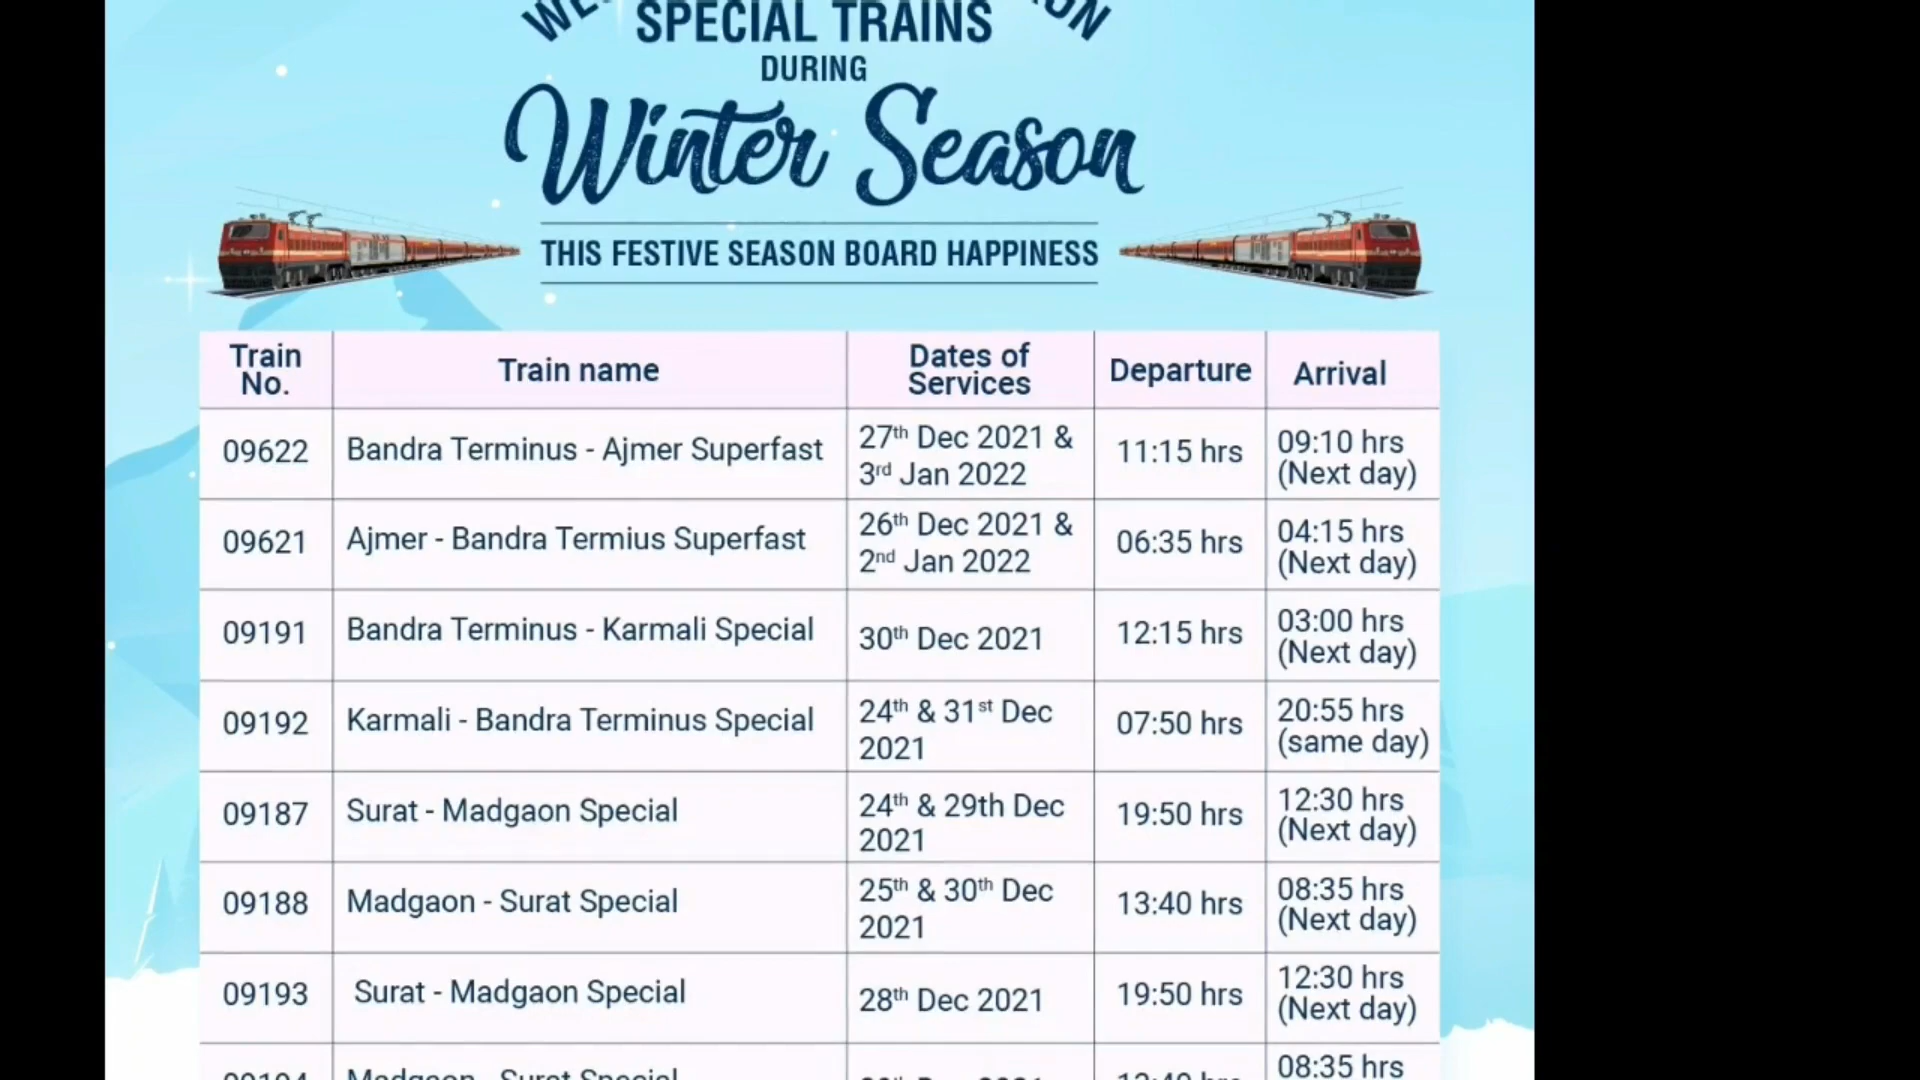 SPECIAL TRAINS
DURING
Winter Season
THIS FESTIVE SEASON BOARD HAPPINESS
Train No. Train name Dates of Services Departure Arrival
09622 Bandra Terminus - Ajmer Superfast 27th Dec 2021 & 3rd Jan 2022 11:15 hrs 09:10 hrs (Next day)
09621 Ajmer - Bandra Termius Superfast 26th Dec 2021 & 2nd Jan 2022 06:35 hrs 04:15 hrs (Next day)
09191 Bandra Terminus - Karmali Special 30th Dec 2021 12:15 hrs 03:00 hrs (Next day)
09192 Karmali - Bandra Terminus Special 24th & 31st Dec 2021 07:50 hrs 20:55 hrs (same day)
09187 Surat - Madgaon Special 24th & 29th Dec 2021 19:50 hrs 12:30 hrs (Next day)
09188 Madgaon - Surat Special 25th & 30th Dec 2021 13:40 hrs 08:35 hrs (Next day)
09193 Surat - Madgaon Special 28th Dec 2021 19:50 hrs 12:30 hrs (Next day)
Madgaon - Surat Special 08:35 hrs